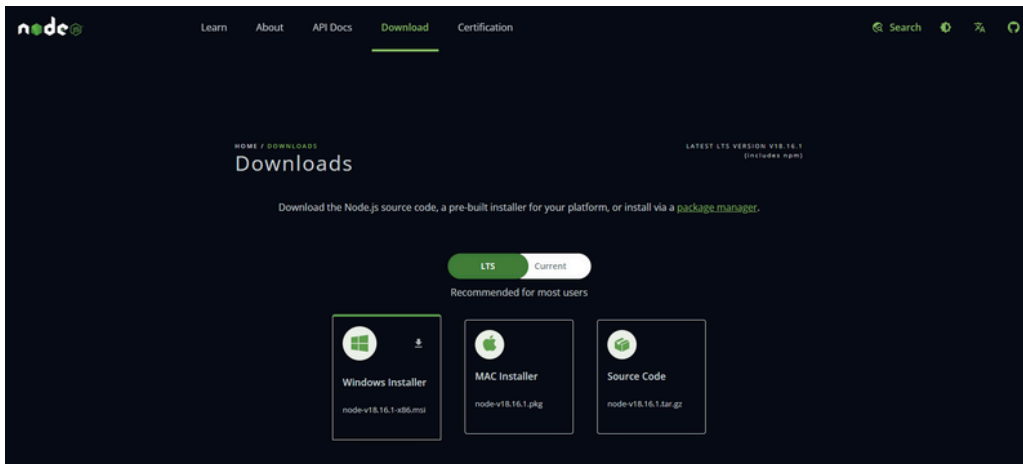 node JS
Learn About API Docs Download Certification Search
HOME / DOWNLOADS
Downloads
LATEST LTS VERSION V18.16.1
(includes npm)
Download the Node.js source code, a pre-built installer for your platform, or install via a package manager.
LTS Current
Recommended for most users
Windows Installer
node-v18.16.1-x86.msi
MAC Installer
node-v18.16.1.pkg
Source Code
node-v18.16.1.tar.gz